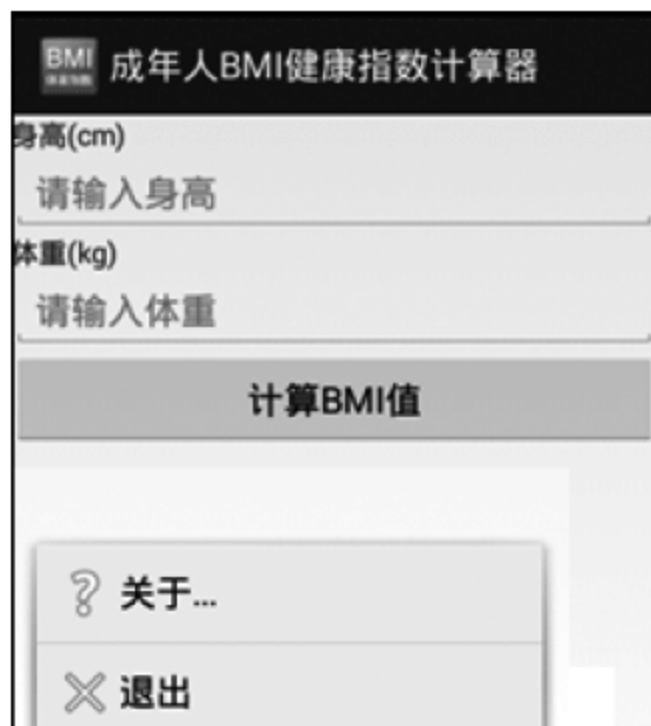 BMI 成年人BMI健康指数计算器
身高(cm)
请输入身高
体重(kg)
请输入体重
计算BMI值
关于...
退出